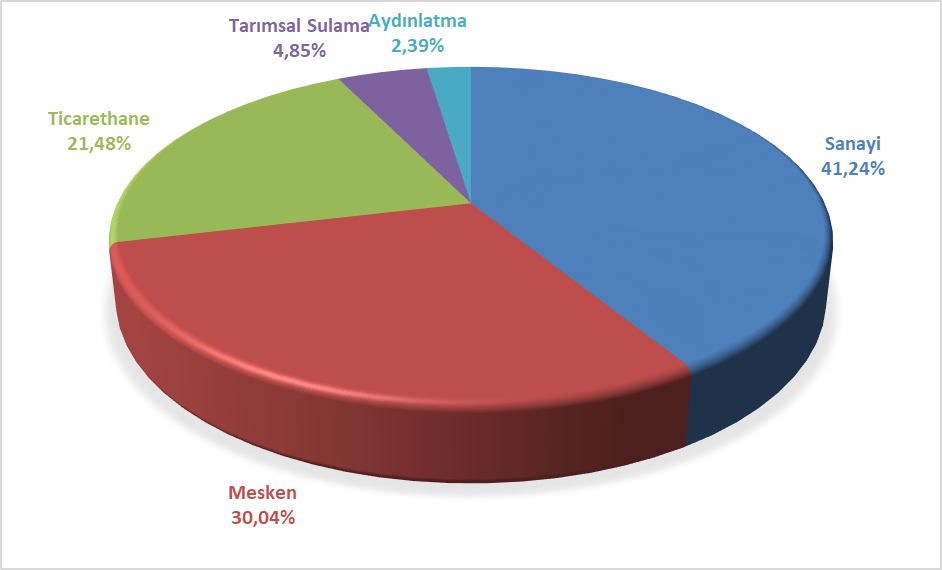 Tarımsal Sulama
4,85%
Aydınlatma
2,39%
Ticarethane
21,48%
Sanayi
41,24%
Mesken
30,04%